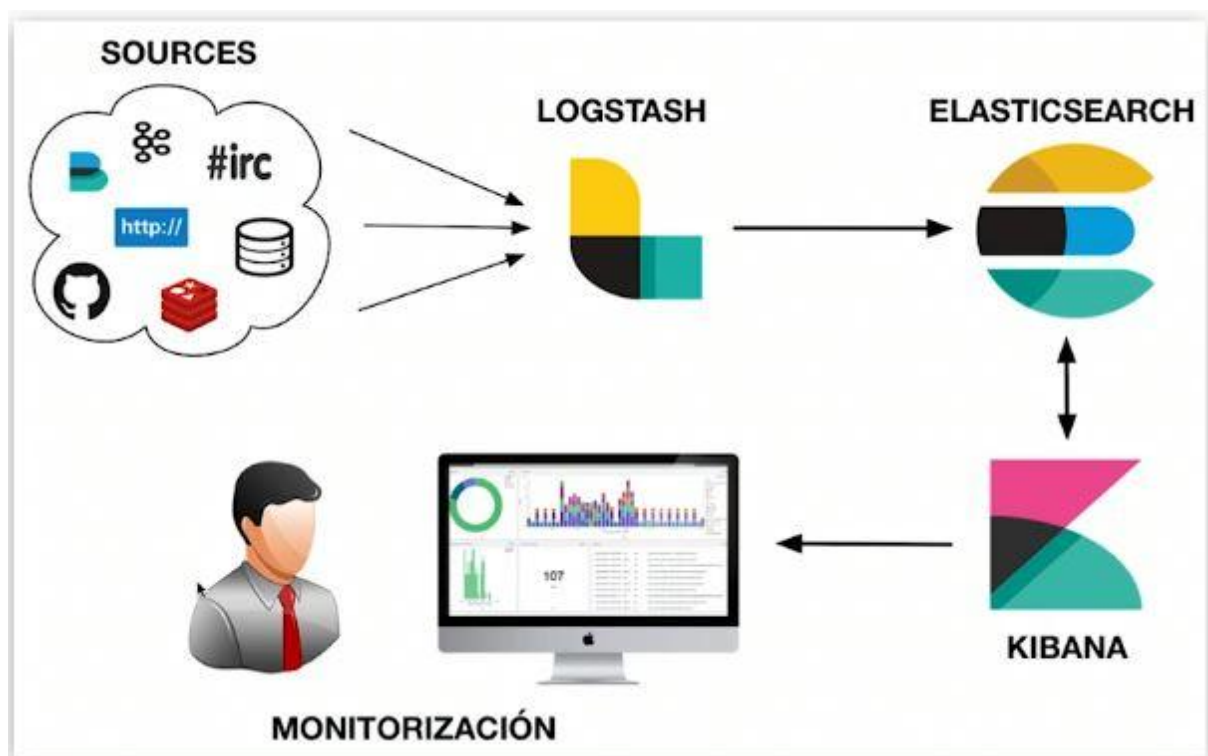 SOURCES
#irc
http://
LOGSTASH
ELASTICSEARCH
107
KIBANA
MONITORIZACIÓN